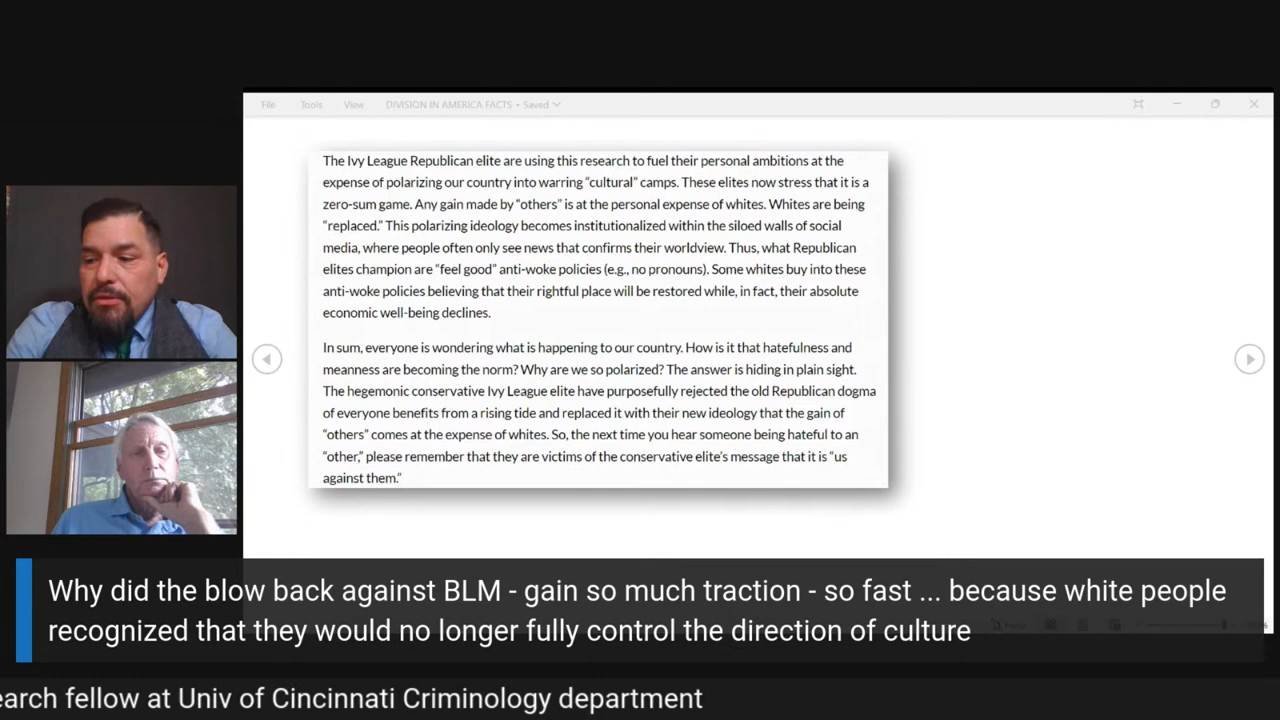 File Tools View DIVISION IN AMERICA FACTS • Saved
The Ivy League Republican elite are using this research to fuel their personal ambitions at the
expense of polarizing our country into warring “cultural” camps. These elites now stress that it is a
zero-sum game. Any gain made by “others” is at the personal expense of whites. Whites are being
“replaced.” This polarizing ideology becomes institutionalized within the siloed walls of social
media, where people often only see news that confirms their worldview. Thus, what Republican
elites champion are “feel good” anti-woke policies (e.g., no pronouns). Some whites buy into these
anti-woke policies believing that their rightful place will be restored while, in fact, their absolute
economic well-being declines.
In sum, everyone is wondering what is happening to our country. How is it that hatefulness and
meanness are becoming the norm? Why are we so polarized? The answer is hiding in plain sight.
The hegemonic conservative Ivy League elite have purposefully rejected the old Republican dogma
of everyone benefits from a rising tide and replaced it with their new ideology that the gain of
“others” comes at the expense of whites. So, the next time you hear someone being hateful to an
“other,” please remember that they are victims of the conservative elite’s message that it is “us
against them.”
Why did the blow back against BLM - gain so much traction - so fast ... because white people
recognized that they would no longer fully control the direction of culture
earch fellow at Univ of Cincinnati Criminology department